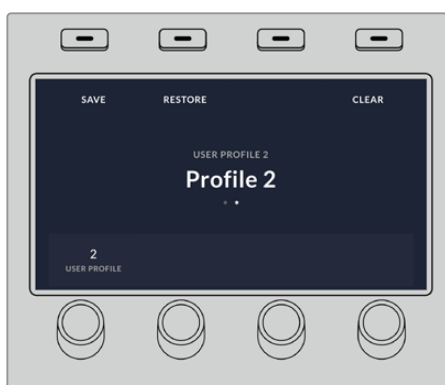 SAVE RESTORE CLEAR
USER PROFILE 2
Profile 2
2
USER PROFILE